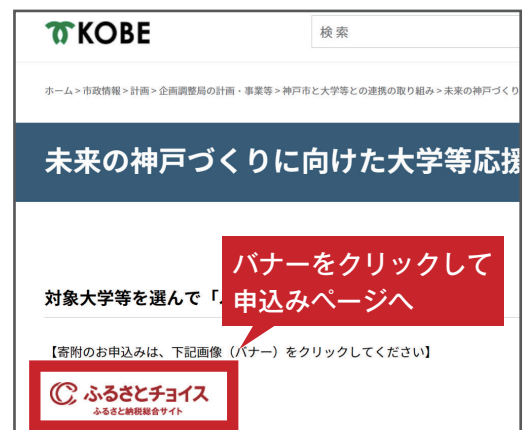 KOBE
検索
ホーム > 市政情報 > 計画 > 企画調整局の計画・事業等 > 神戸市と大学等との連携の取り組み > 未来の神戸づくり
未来の神戸づくりに向けた大学等応援
バナーをクリックして
申込みページへ
対象大学等を選んで「
【寄附のお申込みは、下記画像（バナー）をクリックしてください】
ふるさとチョイス
ふるさと納税総合サイト